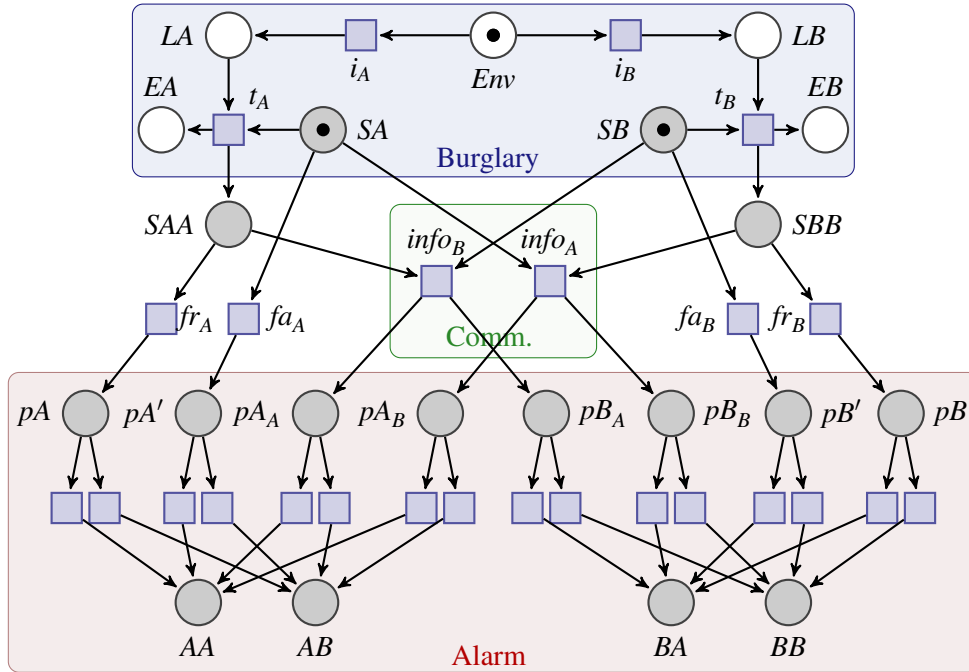 LA
i_A
Env
i_B
LB
EA
t_A
SA
SB
t_B
EB
Burglary
SAA
info_B
info_A
SBB
fr_A
fa_A
Comm.
fa_B
fr_B
pA
pA′
pA_A
pA_B
pB_A
pB_B
pB′
pB
AA
AB
BA
BB
Alarm